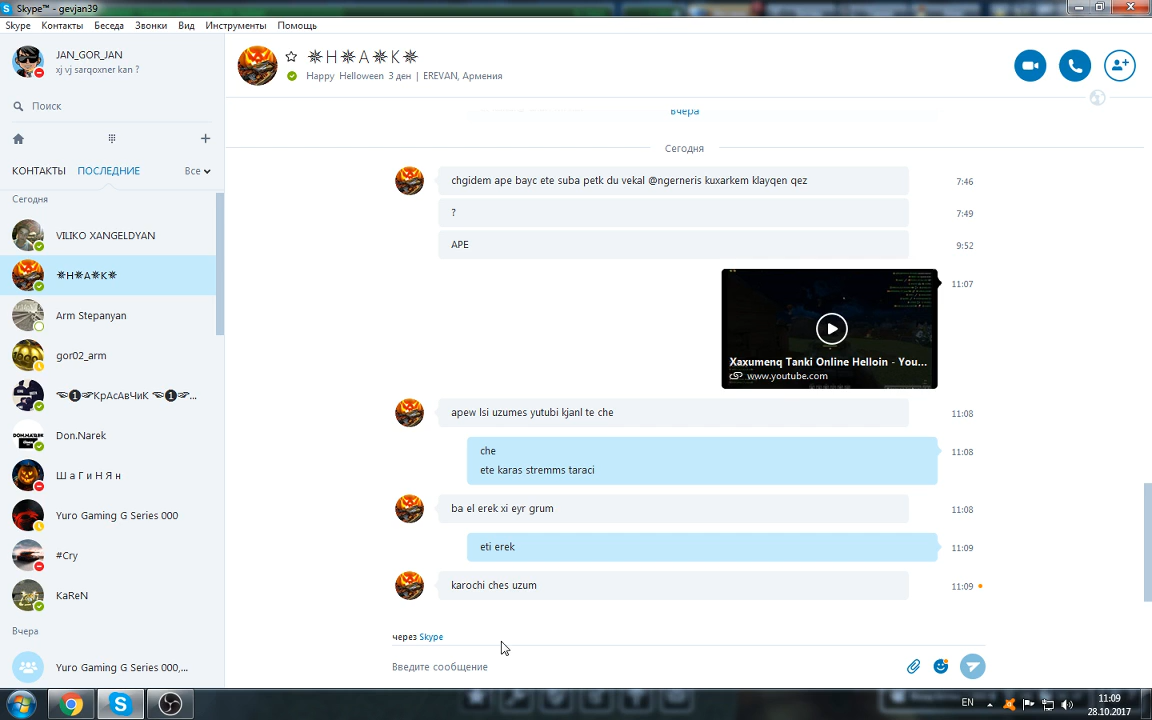 Skype™ - gevjan39
Skype Контакты Беседа Звонки Вид Инструменты Помощь
JAN_GOR_JAN
xj vj sarqoxner kan ?
Поиск
КОНТАКТЫ ПОСЛЕДНИЕ Все
Сегодня
VILIKO XANGELDYAN
✵H✵A✵K✵
Arm Stepanyan
gor02_arm
➊ КрАсАвЧиК ➊ ...
Don.Narek
Ш а Г и Н Я н
Yuro Gaming G Series 000
#Cry
KaReN
Вчера
Yuro Gaming G Series 000,...
✵H✵A✵K✵
Happy Helloween 3 ден | EREVAN, Армения
Вчера
Сегодня
chgidem ape bayc ete suba petk du vekal @ngerneris kuxarkem klayqen qez 7:46
? 7:49
APE 9:52
11:07
Xaxumenq Tanki Online Helloin - You...
www.youtube.com
apew lsi uzumes yutubi kjanl te che 11:08
che 11:08
ete karas stremms taraci
ba el erek xi eyr grum 11:08
eti erek 11:09
karochi ches uzum 11:09
через Skype
Введите сообщение
EN 11:09
28.10.2017